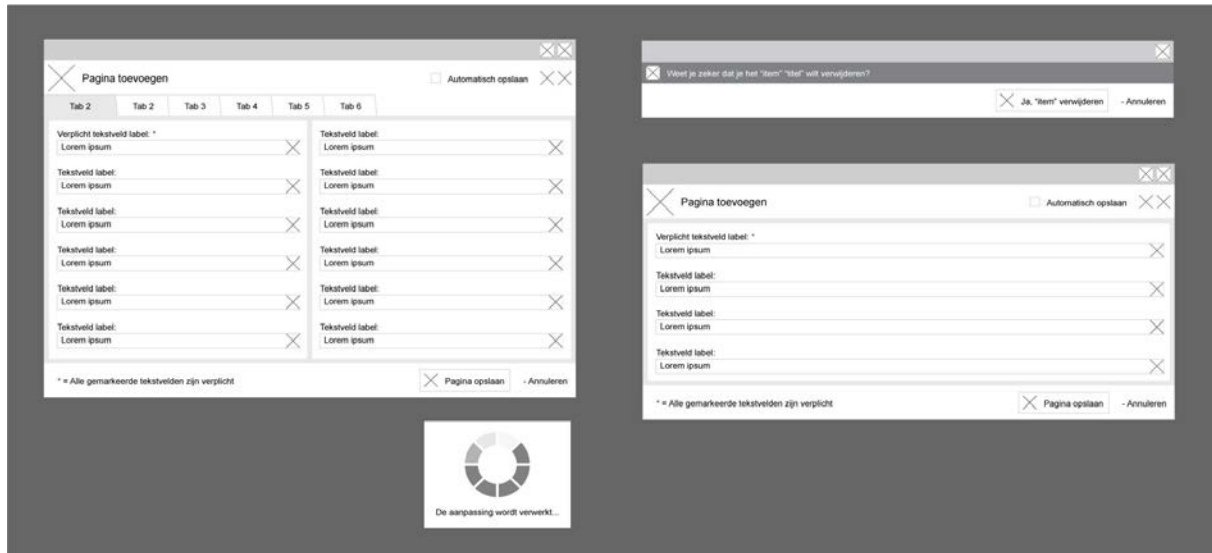 Pagina toevoegen
Automatisch opslaan
Tab 2 Tab 2 Tab 3 Tab 4 Tab 5 Tab 6
Verplicht tekstveld label: *
Lorem ipsum
Tekstveld label:
Lorem ipsum
Tekstveld label:
Lorem ipsum
Tekstveld label:
Lorem ipsum
Tekstveld label:
Lorem ipsum
Tekstveld label:
Lorem ipsum
Tekstveld label:
Lorem ipsum
Tekstveld label:
Lorem ipsum
Tekstveld label:
Lorem ipsum
Tekstveld label:
Lorem ipsum
Tekstveld label:
Lorem ipsum
Tekstveld label:
Lorem ipsum
* = Alle gemarkeerde tekstvelden zijn verplicht
Pagina opslaan - Annuleren
De aanpassing wordt verwerkt...
Weet je zeker dat je het "item" "titel" wilt verwijderen?
Ja, "item" verwijderen - Annuleren
Pagina toevoegen
Automatisch opslaan
Verplicht tekstveld label: *
Lorem ipsum
Tekstveld label:
Lorem ipsum
Tekstveld label:
Lorem ipsum
Tekstveld label:
Lorem ipsum
* = Alle gemarkeerde tekstvelden zijn verplicht
Pagina opslaan - Annuleren